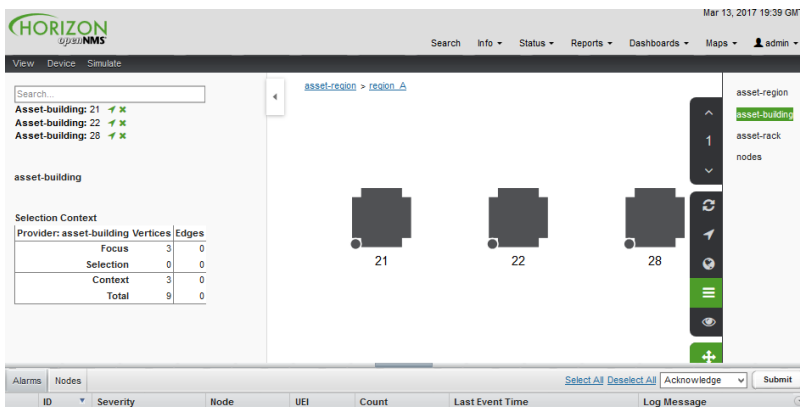 Mar 13, 2017 19:39 GMT
HORIZON
openNMS
Search Info Status Reports Dashboards Maps admin
View Device Simulate
Search...
Asset-building: 21
Asset-building: 22
Asset-building: 28
asset-building
Selection Context
Provider: asset-building Vertices Edges
Focus 3 0
Selection 0 0
Context 3 0
Total 9 0
asset-region > region_A
21 22 28
1
asset-region
asset-building
asset-rack
nodes
Alarms Nodes
Select All Deselect All Acknowledge Submit
ID Severity Node UEI Count Last Event Time Log Message